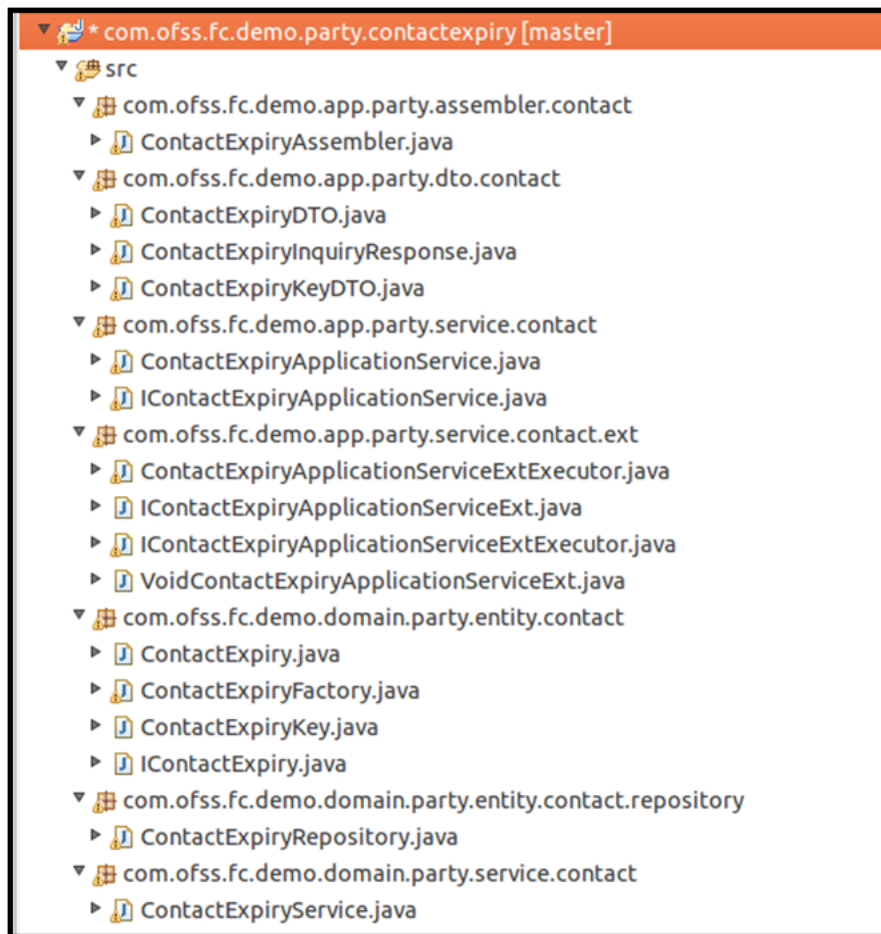 * com.ofss.fc.demo.party.contactexpiry [master]
src
com.ofss.fc.demo.app.party.assembler.contact
ContactExpiryAssembler.java
com.ofss.fc.demo.app.party.dto.contact
ContactExpiryDTO.java
ContactExpiryInquiryResponse.java
ContactExpiryKeyDTO.java
com.ofss.fc.demo.app.party.service.contact
ContactExpiryApplicationService.java
IContactExpiryApplicationService.java
com.ofss.fc.demo.app.party.service.contact.ext
ContactExpiryApplicationServiceExtExecutor.java
IContactExpiryApplicationServiceExt.java
IContactExpiryApplicationServiceExtExecutor.java
VoidContactExpiryApplicationServiceExt.java
com.ofss.fc.demo.domain.party.entity.contact
ContactExpiry.java
ContactExpiryFactory.java
ContactExpiryKey.java
IContactExpiry.java
com.ofss.fc.demo.domain.party.entity.contact.repository
ContactExpiryRepository.java
com.ofss.fc.demo.domain.party.service.contact
ContactExpiryService.java